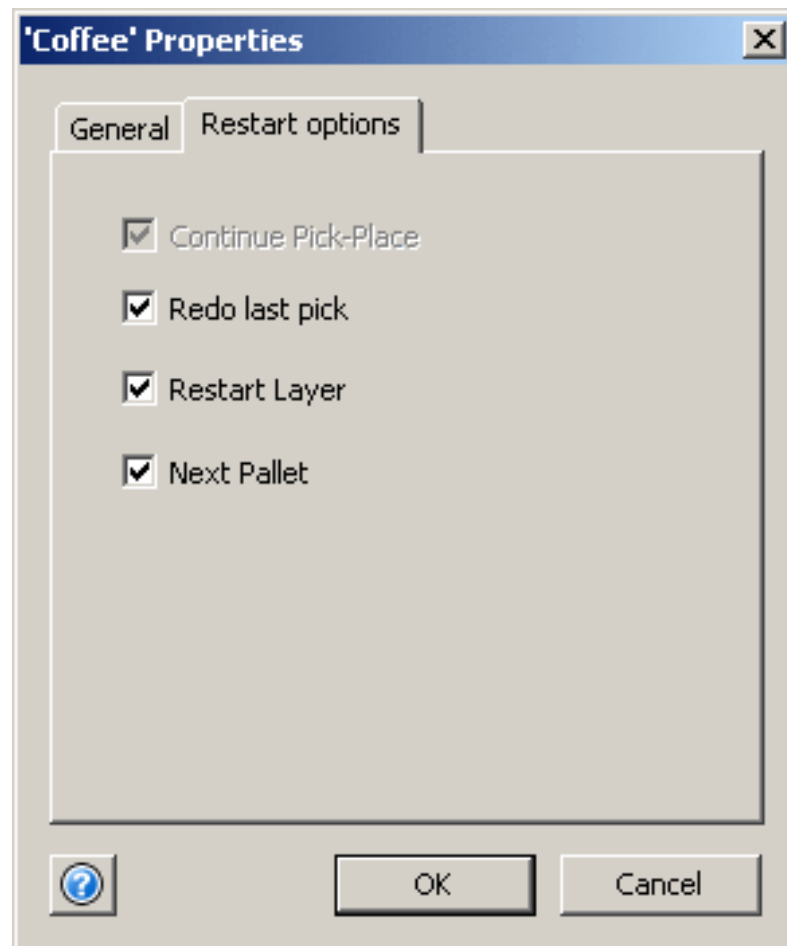 'Coffee' Properties
General
Restart options
Continue Pick-Place
Redo last pick
Restart Layer
Next Pallet
OK
Cancel